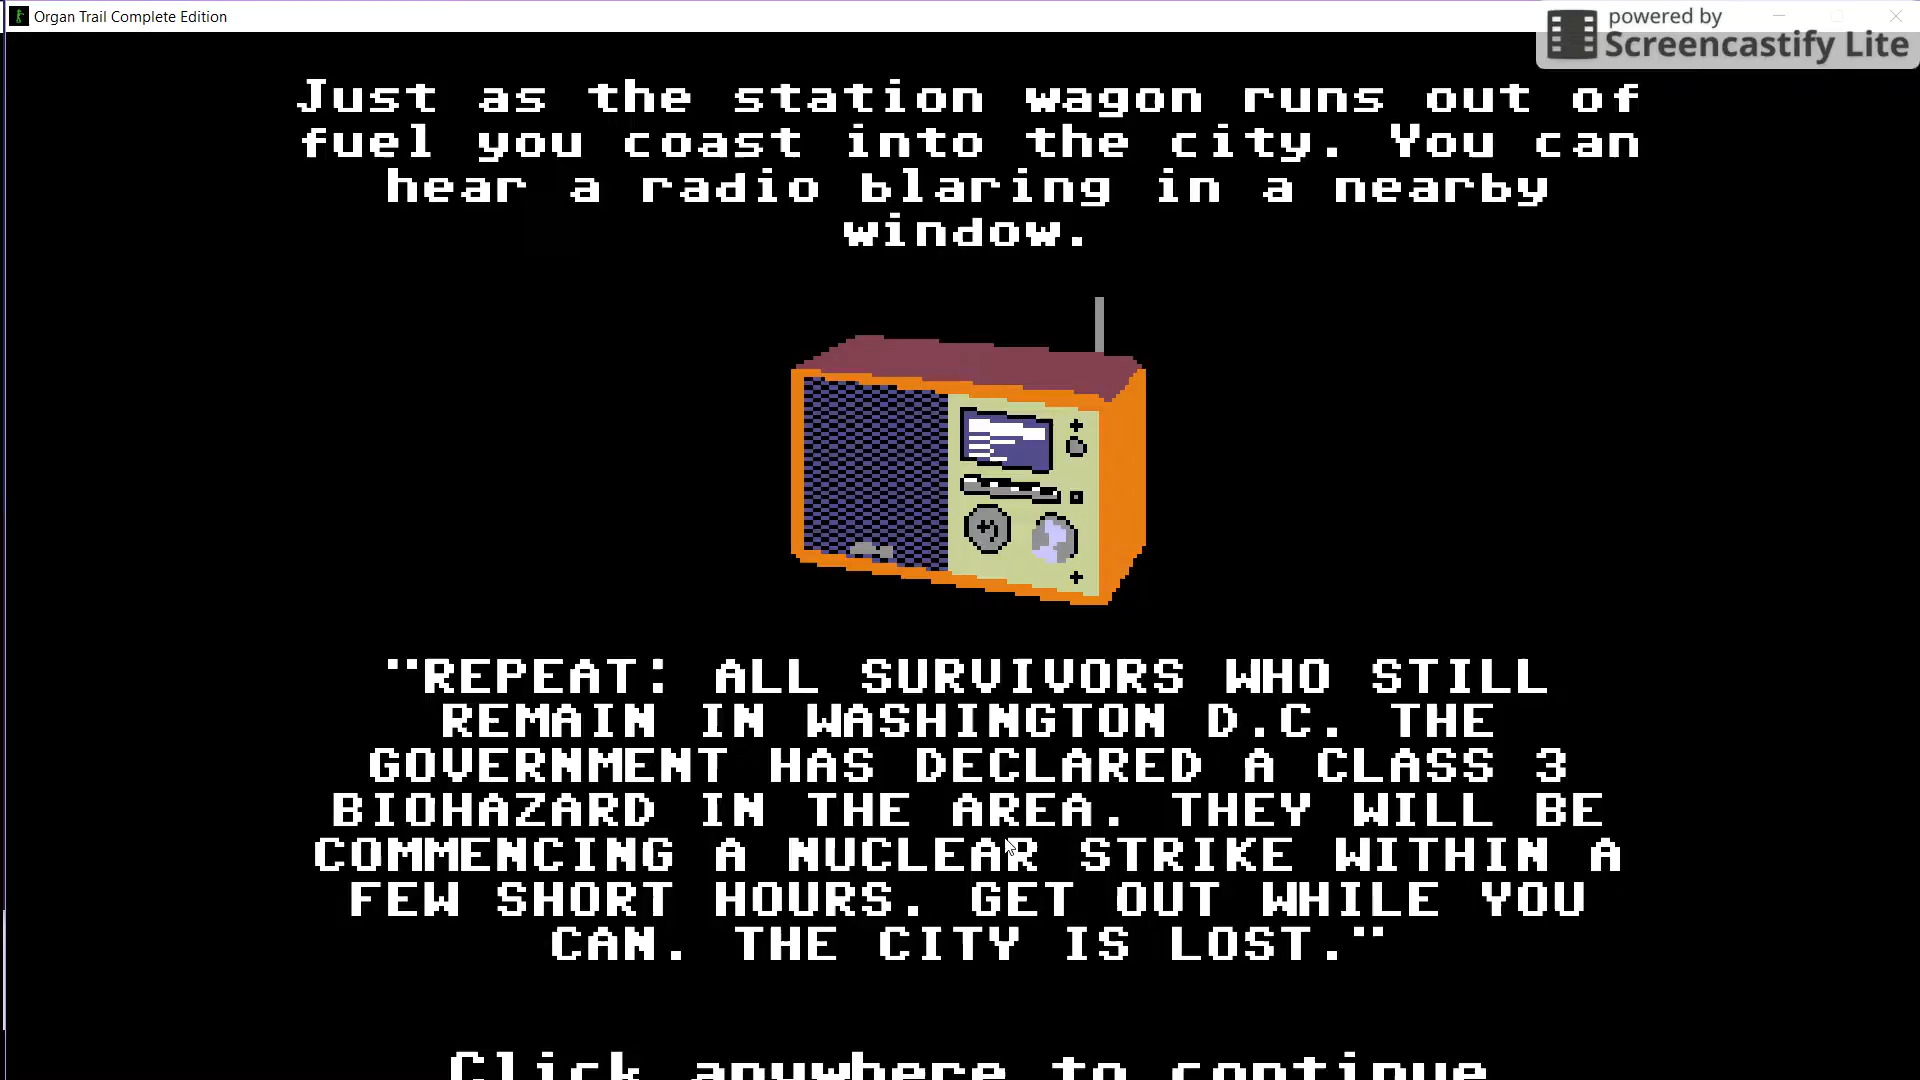 Organ Trail Complete Edition
powered by
Screencastify Lite
Just as the station wagon runs out of
fuel you coast into the city. You can
hear a radio blaring in a nearby
window.
"REPEAT: ALL SURVIVORS WHO STILL
REMAIN IN WASHINGTON D.C. THE
GOVERNMENT HAS DECLARED A CLASS 3
BIOHAZARD IN THE AREA. THEY WILL BE
COMMENCING A NUCLEAR STRIKE WITHIN A
FEW SHORT HOURS. GET OUT WHILE YOU
CAN. THE CITY IS LOST."
Click anywhere to continue